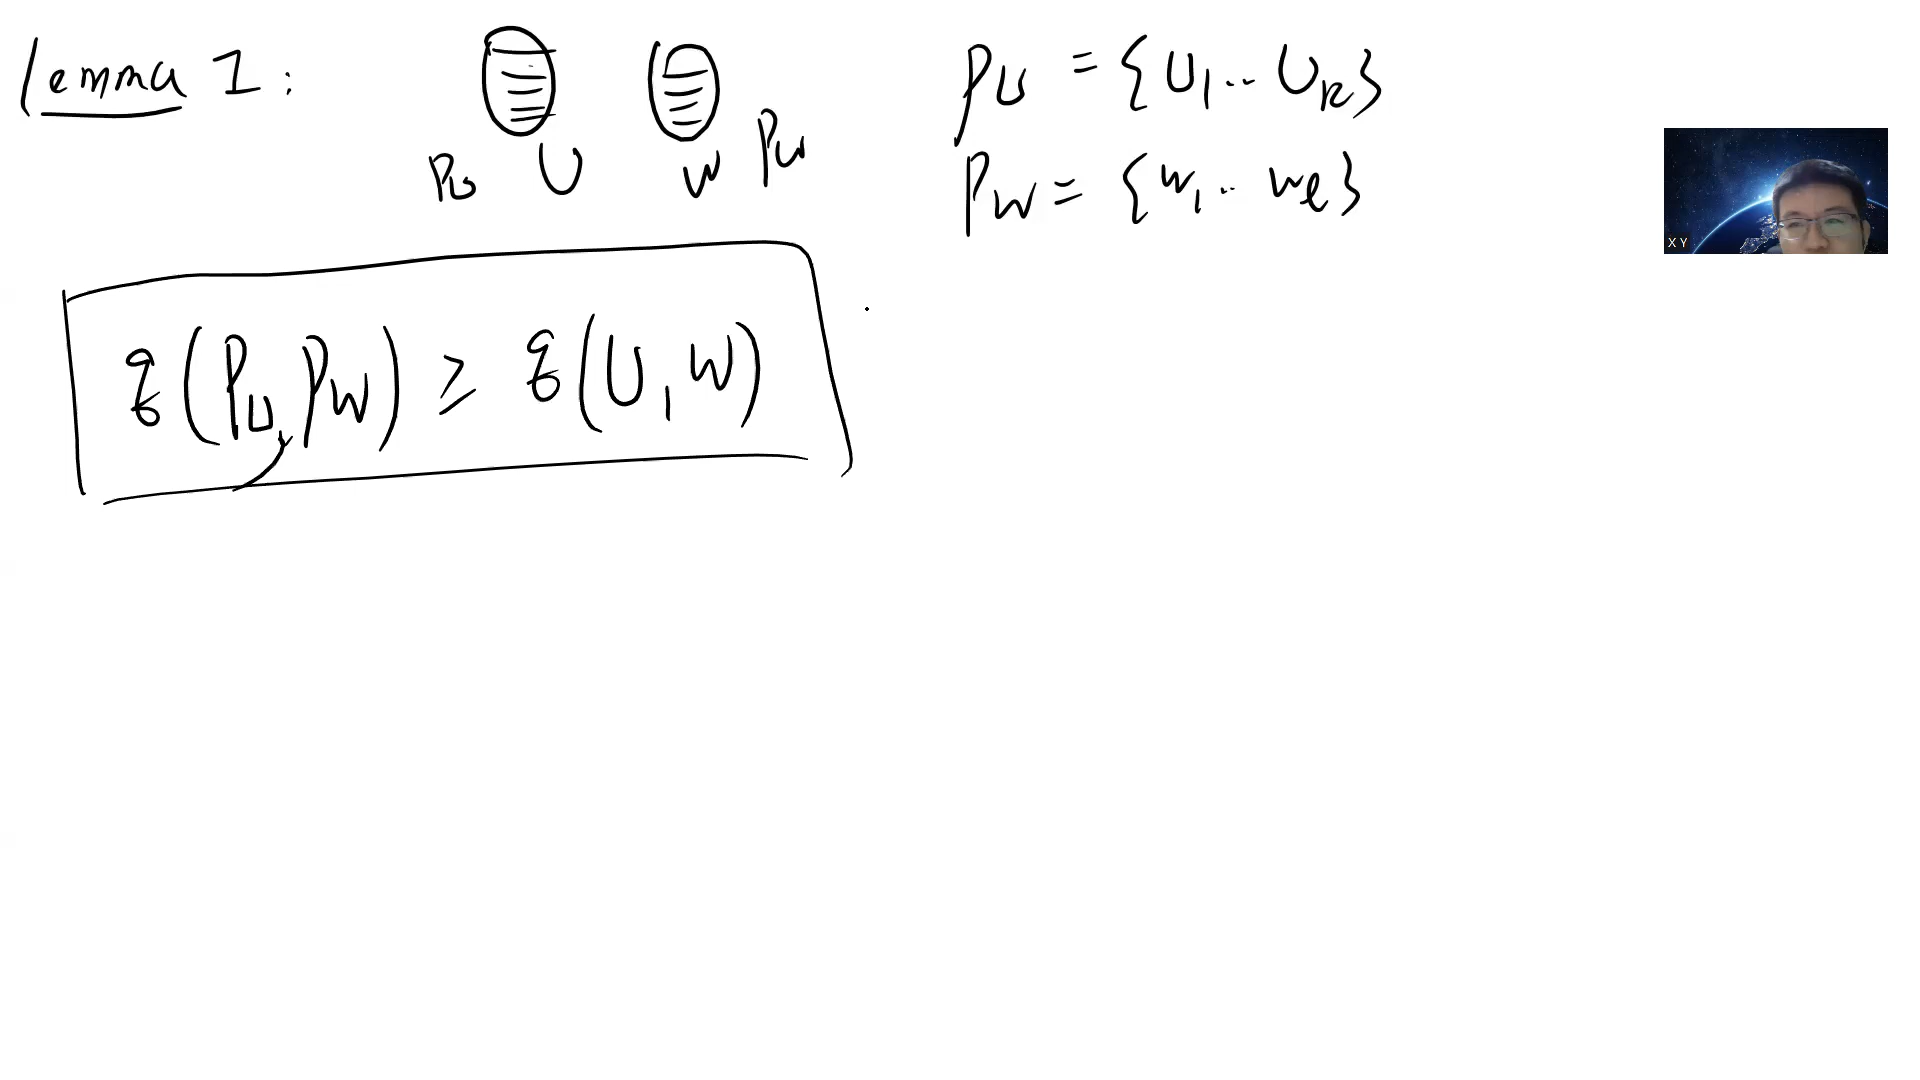 Lemma 1:
P_U U W P_W
P_U = {U_1 .. U_k}
P_W = {W_1 .. W_l}
X Y
q(P_U, P_W) ≥ q(U, W)